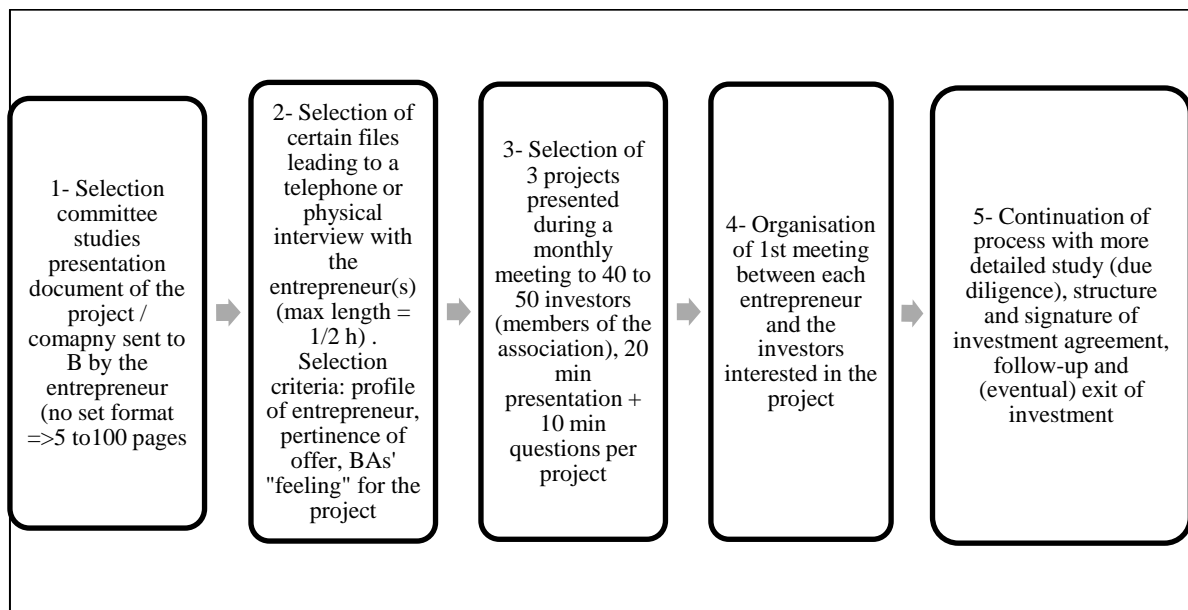 1- Selection
committee
studies
presentation
document of the
project /
comapny sent to
B by the
entrepreneur
(no set format
=>5 to100 pages
2- Selection of
certain files
leading to a
telephone or
physical
interview with
the
entrepreneur(s)
(max length =
1/2 h) .
Selection
criteria: profile
of entrepreneur,
pertinence of
offer, BAs'
"feeling" for the
project
3- Selection of
3 projects
presented
during a
monthly
meeting to 40 to
50 investors
(members of the
association), 20
min
presentation +
10 min
questions per
project
4- Organisation
of 1st meeting
between each
entrepreneur
and the
investors
interested in the
project
5- Continuation of
process with more
detailed study (due
diligence), structure
and signature of
investment agreement,
follow-up and
(eventual) exit of
investment